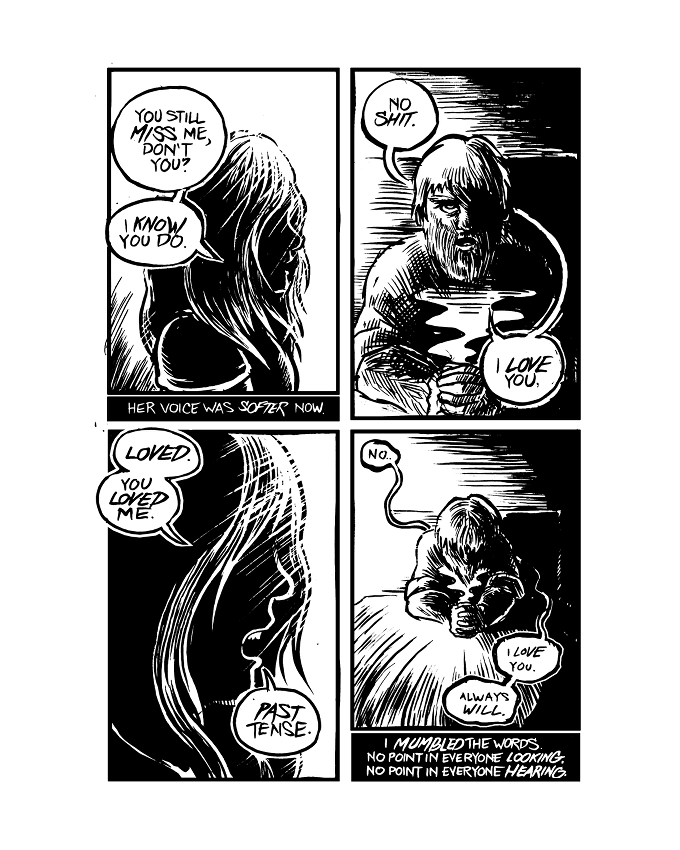 YOU STILL
MISS ME,
DON'T
YOU?
I KNOW
YOU DO.
HER VOICE WAS SOFTER NOW.
NO
SHIT.
I LOVE
YOU.
LOVED.
YOU
LOVED
ME.
PAST
TENSE.
NO.
I LOVE
YOU.
ALWAYS
WILL.
I MUMBLED THE WORDS.
NO POINT IN EVERYONE LOOKING.
NO POINT IN EVERYONE HEARING.